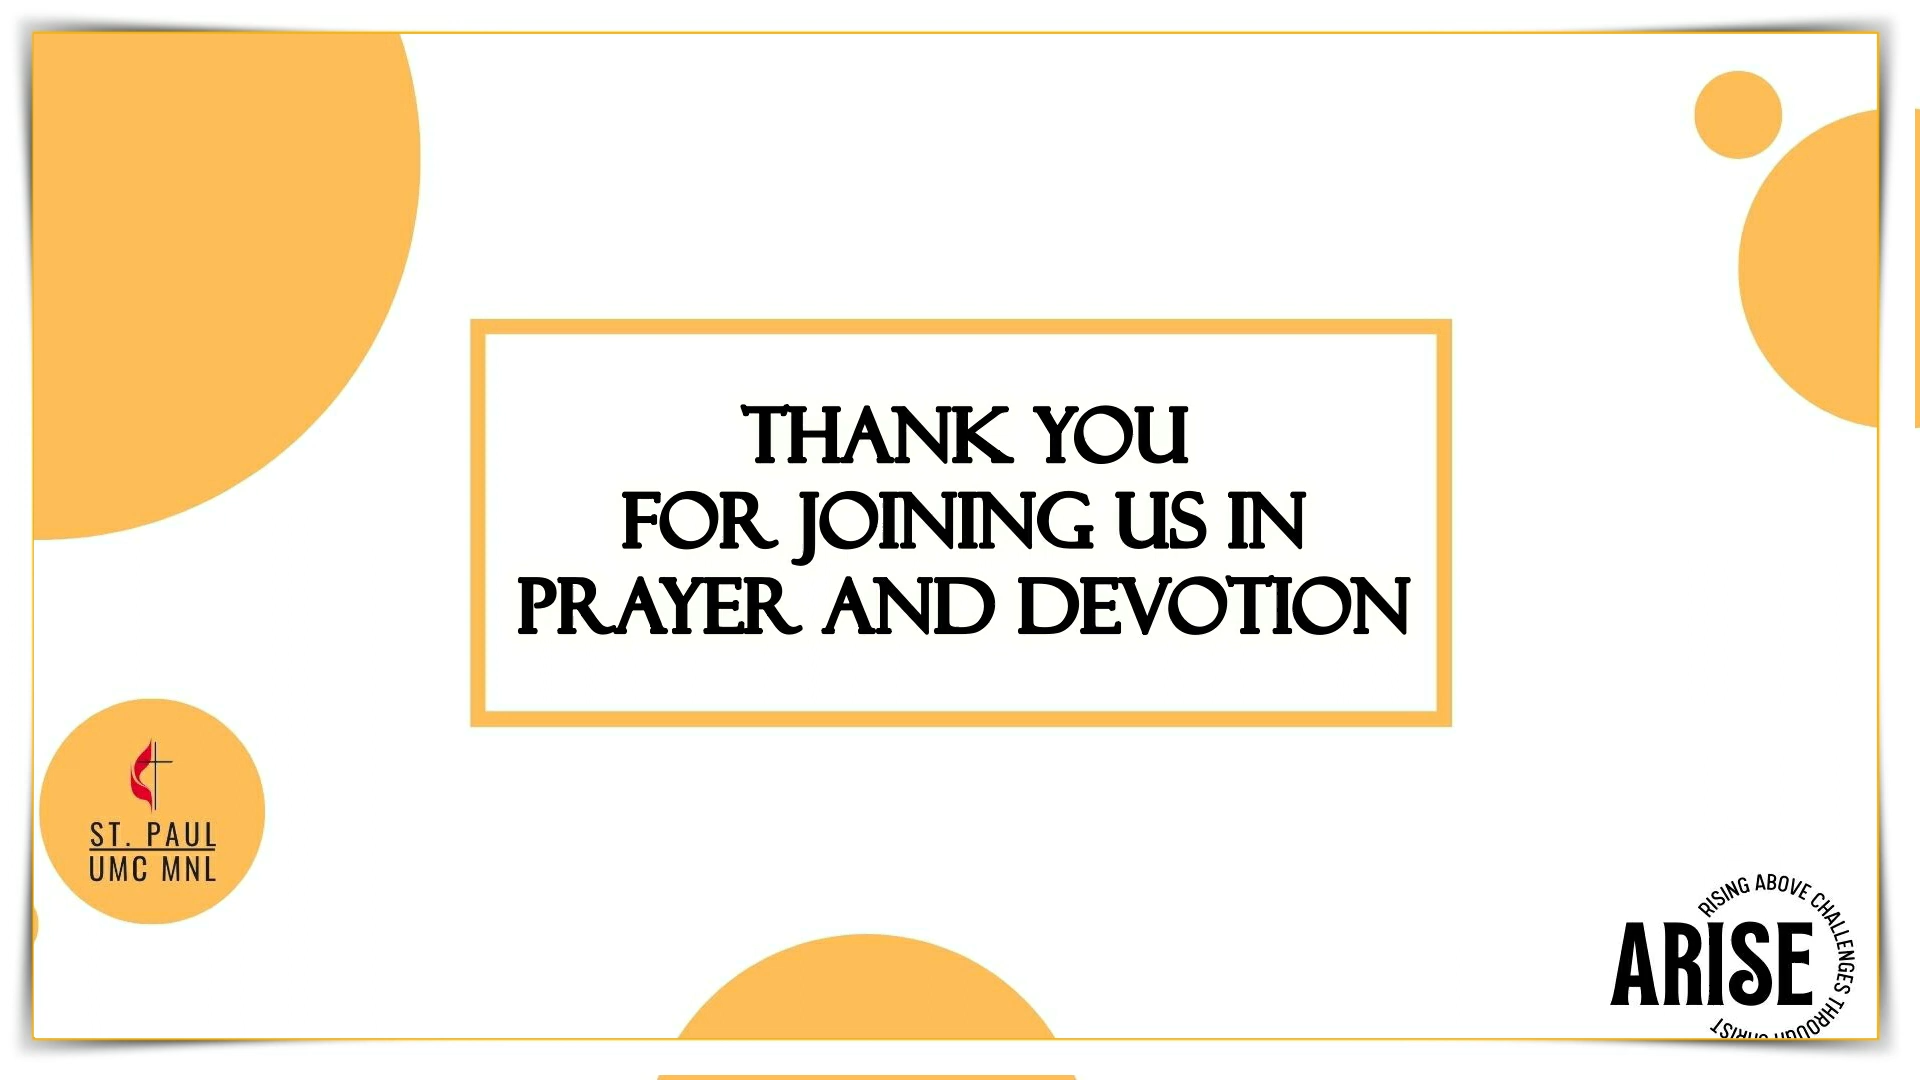 THANK YOU
FOR JOINING US IN
PRAYER AND DEVOTION
ST. PAUL
UMC MNL
RISING ABOVE CHALLENGES THROUGH CHRIST
ARISE